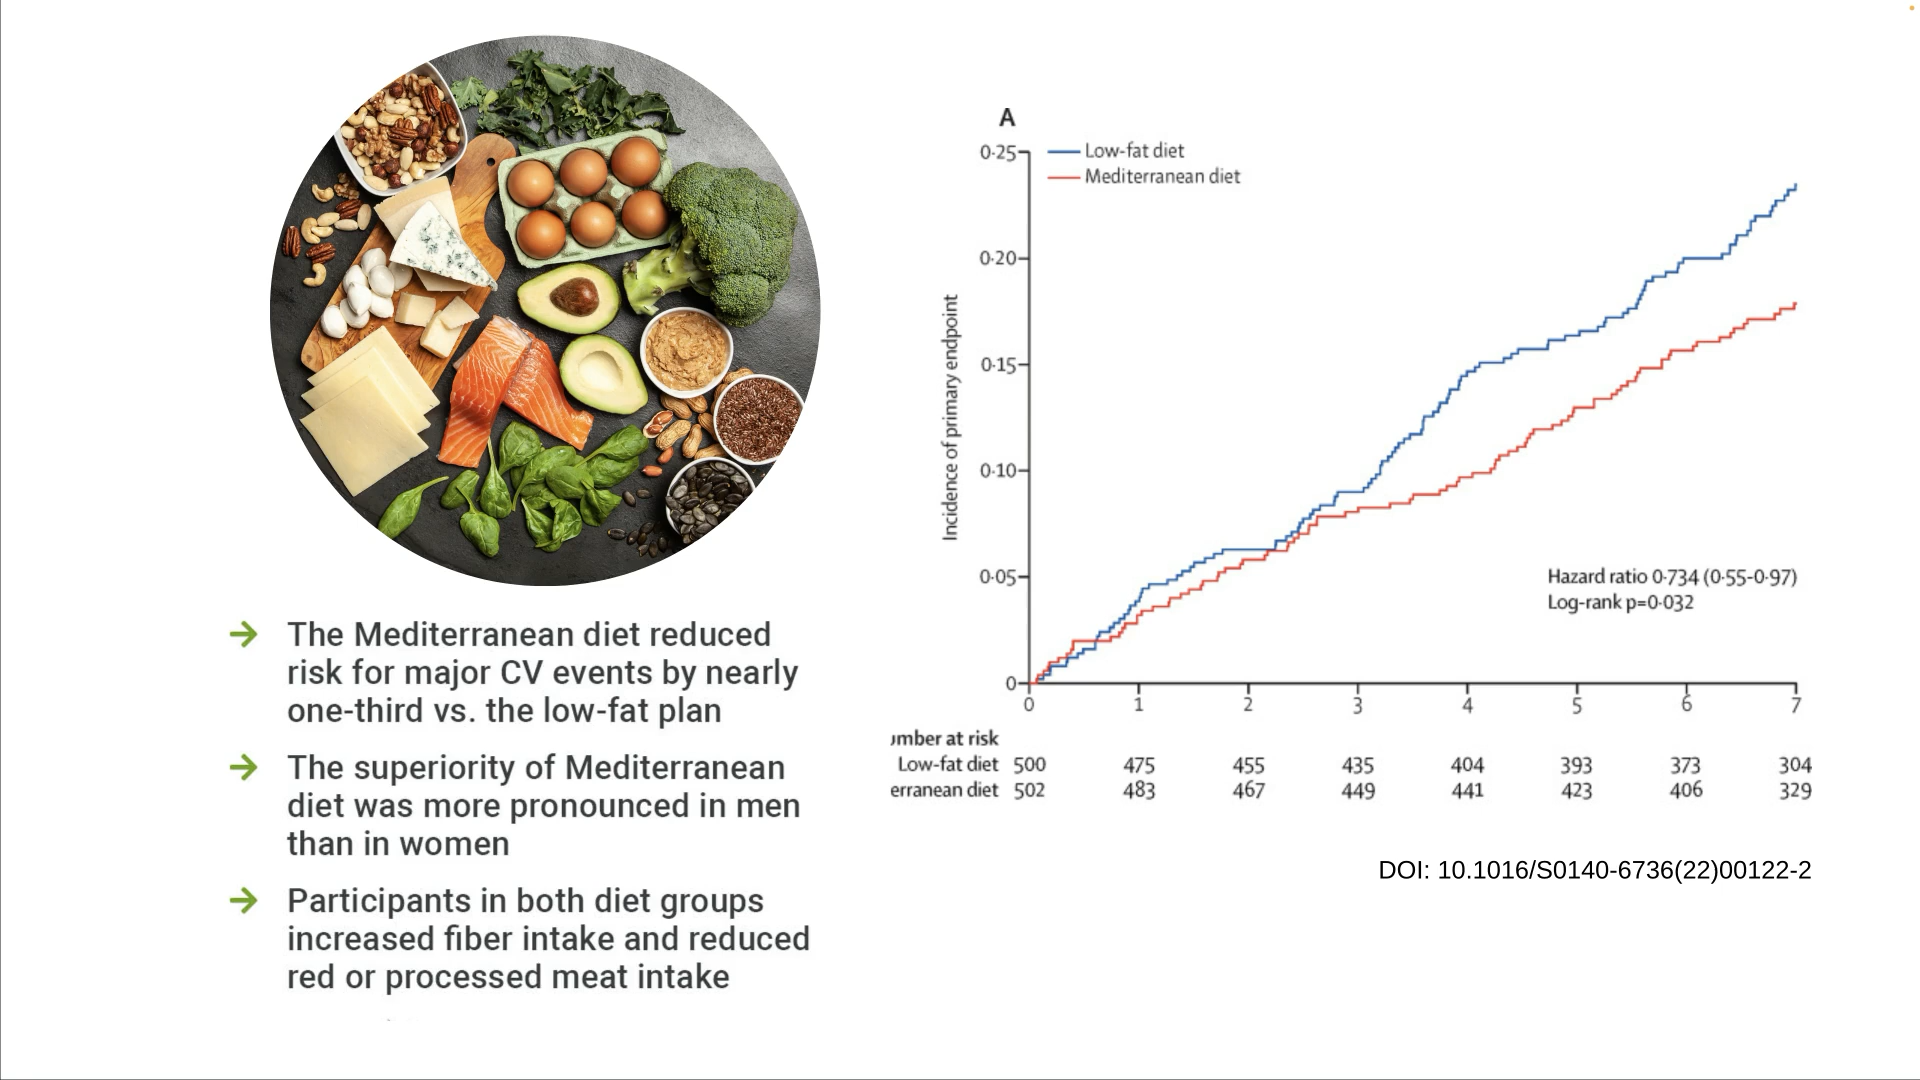 The Mediterranean diet reduced
risk for major CV events by nearly
one-third vs. the low-fat plan
The superiority of Mediterranean
diet was more pronounced in men
than in women
Participants in both diet groups
increased fiber intake and reduced
red or processed meat intake
A
Low-fat diet
Mediterranean diet
Incidence of primary endpoint
0·25
0·20
0·15
0·10
0·05
0
Hazard ratio 0·734 (0·55-0·97)
Log-rank p=0·032
0 1 2 3 4 5 6 7
umber at risk
Low-fat diet 500 475 455 435 404 393 373 304
erranean diet 502 483 467 449 441 423 406 329
DOI: 10.1016/S0140-6736(22)00122-2